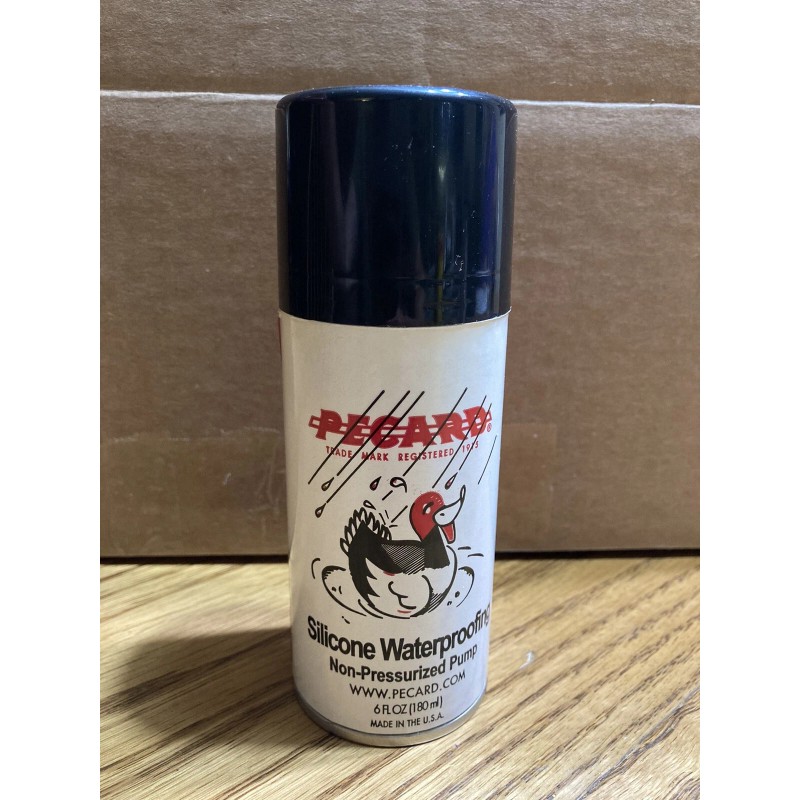 PECARD®
TRADE MARK REGISTERED 1913
Silicone Waterproofing
Non-Pressurized Pump
WWW.PECARD.COM
6 FL OZ (180 ml)
MADE IN THE U.S.A.